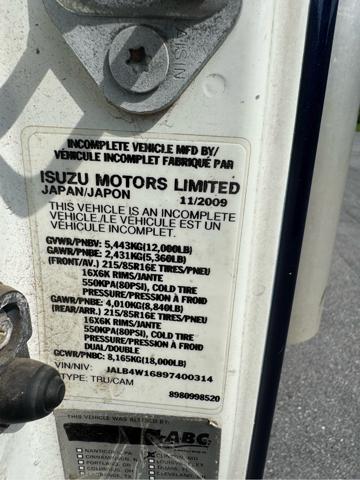 AISIN
INCOMPLETE VEHICLE MFD BY/
VÉHICULE INCOMPLET FABRIQUÉ PAR
ISUZU MOTORS LIMITED
JAPAN/JAPON 11/2009
THIS VEHICLE IS AN INCOMPLETE
VEHICLE/LE VEHICULE EST UN
VÉHICULE INCOMPLET.
GVWR/PNBV: 5,443KG(12,000LB)
GAWR/PNBE: 2,431KG(5,360LB)
(FRONT/AV.) 215/85R16E TIRES/PNEU
16X6K RIMS/JANTE
550KPA(80PSI), COLD TIRE
PRESSURE/PRESSION À FROID
GAWR/PNBE: 4,010KG(8,840LB)
(REAR/ARR.) 215/85R16E TIRES/PNEU
16X6K RIMS/JANTE
550KPA(80PSI), COLD TIRE
PRESSURE/PRESSION À FROID
DUAL/DOUBLE
GCWR/PNBC: 8,165KG(18,000LB)
VIN/NIV: JALB4W16897400314
TYPE: TRU/CAM
8980998520
THIS VEHICLE WAS
ABC